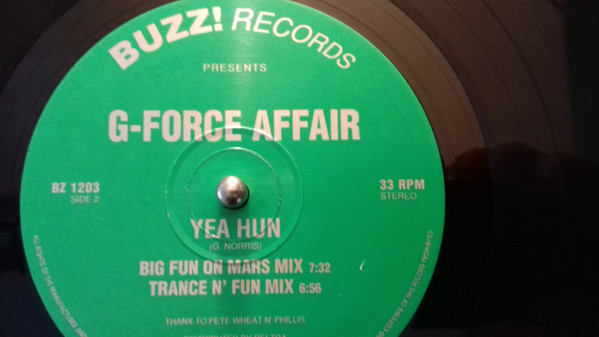 BUZZ! RECORDS
PRESENTS
G-FORCE AFFAIR
BZ 1203
SIDE 2
33 RPM
STEREO
YEA HUN
(G. NORRIS)
BIG FUN ON MARS MIX 7:32
TRANCE N' FUN MIX 6:56
THANX TO PETE WHEAT N' PHILLIS